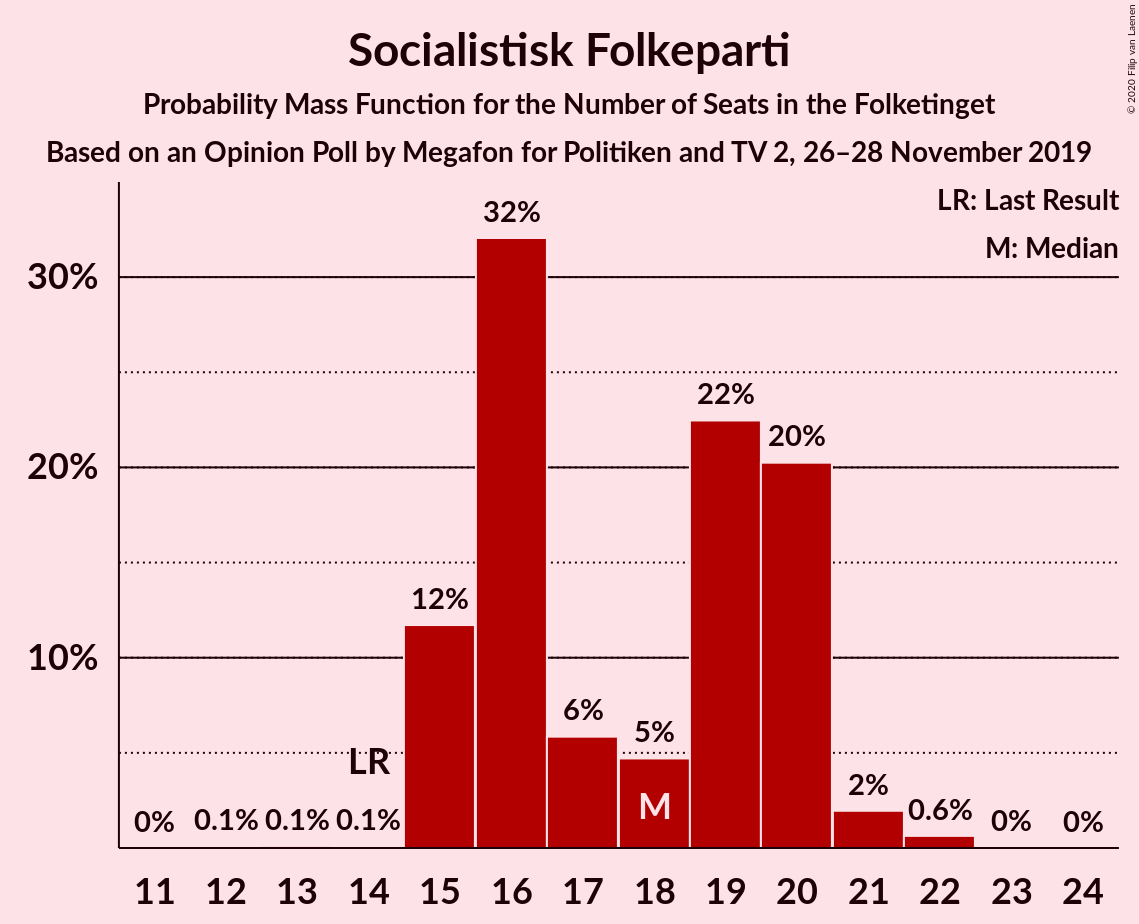 Socialistisk Folkeparti
Probability Mass Function for the Number of Seats in the Folketinget
Based on an Opinion Poll by Megafon for Politiken and TV 2, 26–28 November 2019
© 2020 Filip van Laenen
LR: Last Result
M: Median
30%
20%
10%
0%
0.1%
0.1%
0.1%
LR
12%
32%
6%
5%
M
22%
20%
2%
0.6%
0%
0%
11 12 13 14 15 16 17 18 19 20 21 22 23 24